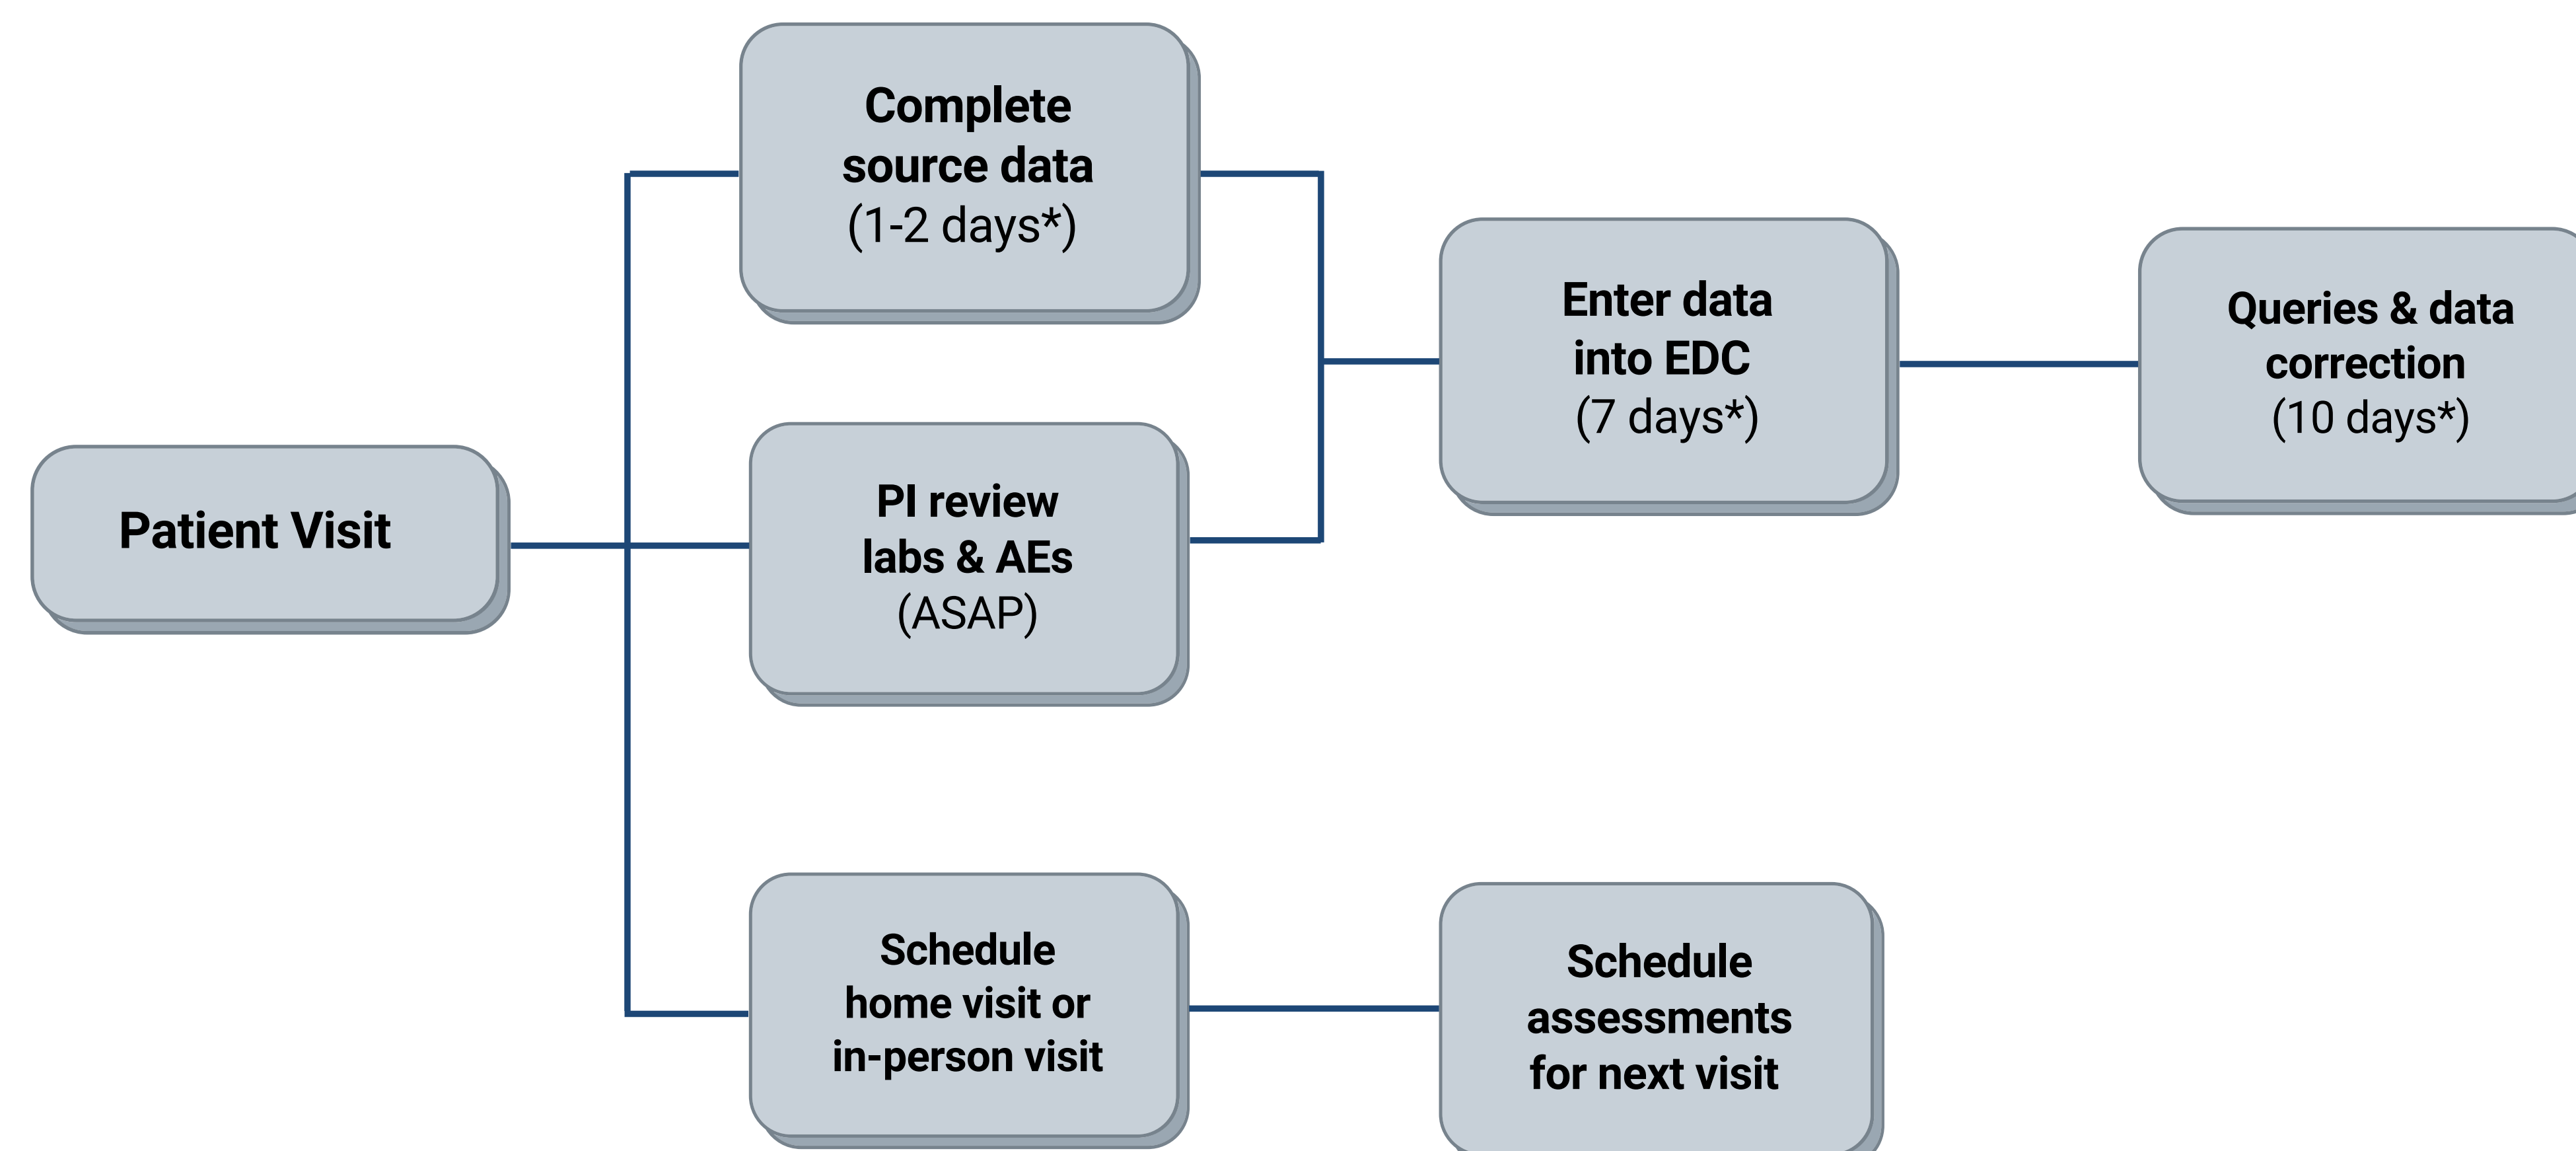 Complete
source data
(1-2 days*)
Enter data
into EDC
(7 days*)
Queries & data
correction
(10 days*)
Patient Visit
PI review
labs & AEs
(ASAP)
Schedule
home visit or
in-person visit
Schedule
assessments
for next visit